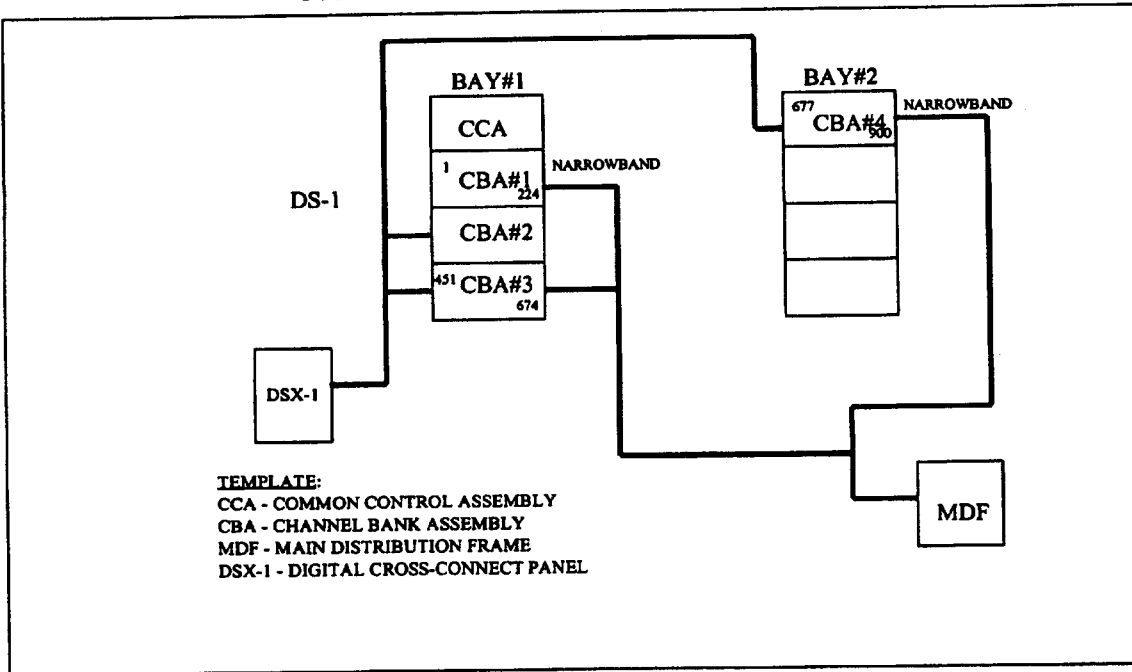 BAY#1
CCA
1
CBA#1
224
NARROWBAND
CBA#2
451
CBA#3
674
DS-1
DSX-1
BAY#2
677
CBA#4
900
NARROWBAND
MDF
TEMPLATE:
CCA - COMMON CONTROL ASSEMBLY
CBA - CHANNEL BANK ASSEMBLY
MDF - MAIN DISTRIBUTION FRAME
DSX-1 - DIGITAL CROSS-CONNECT PANEL